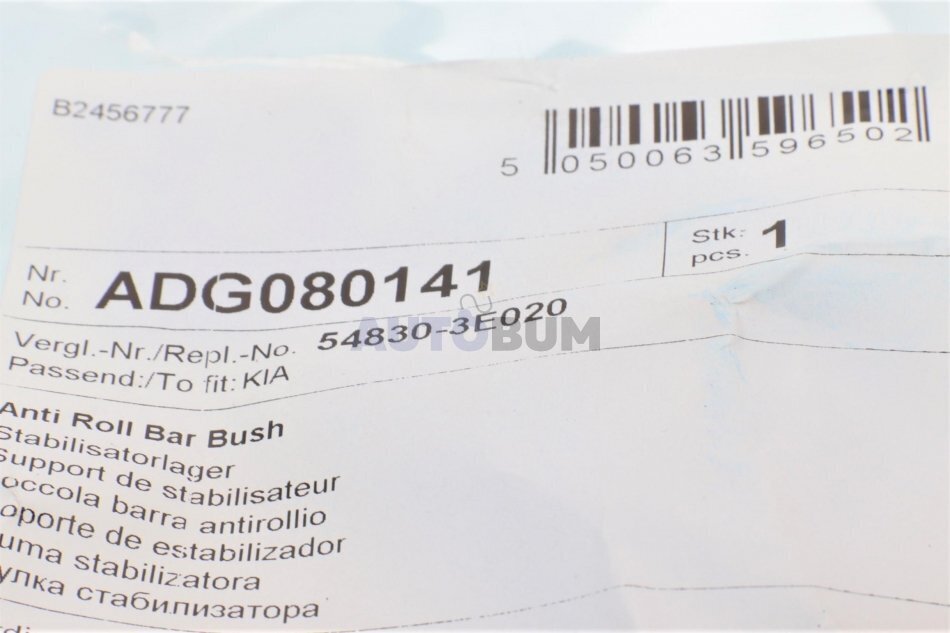 B2456777
5 050063 596502
Nr.
No. ADG080141
Stk:
pcs. 1
Vergl.-Nr./Repl.-No. 54830-3E020
AUTOBUM
Passend:/To fit: KIA
Anti Roll Bar Bush
Stabilisatorlager
Support de stabilisateur
occola barra antirollio
oporte de estabilizador
uma stabilizatora
улка стабилизатора